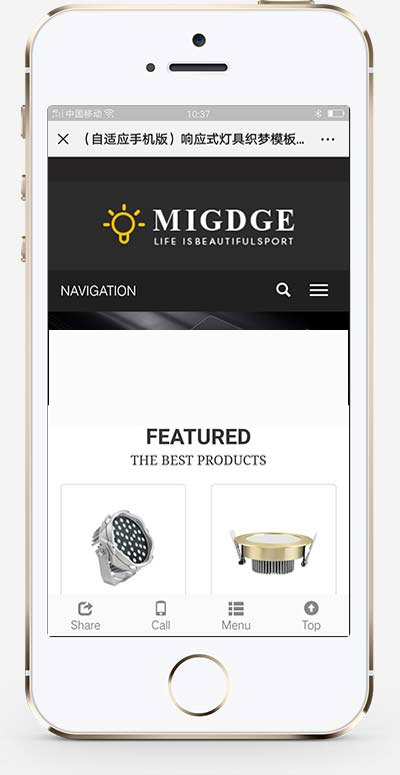 中国移动
10:37
（自适应手机版）响应式灯具织梦模板...
MIGDGE
LIFE ISBEAUTIFULSPORT
NAVIGATION
FEATURED
THE BEST PRODUCTS
Share
Call
Menu
Top